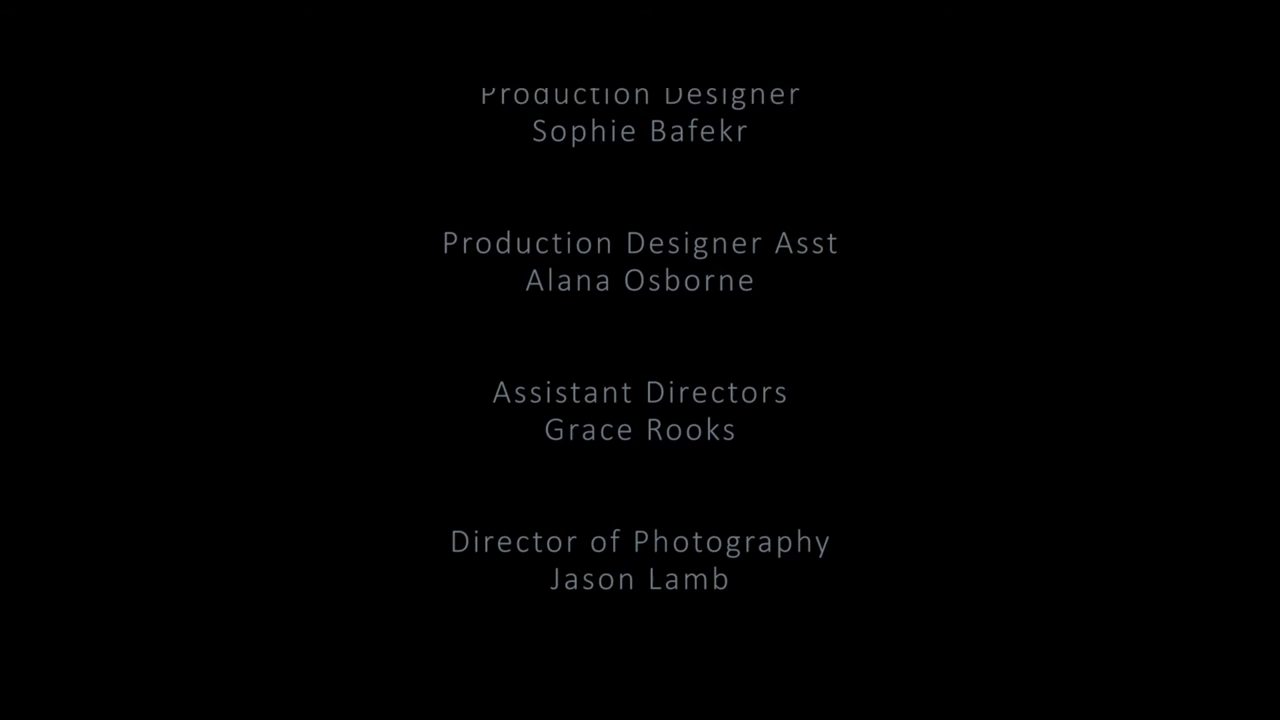 Production Designer
Sophie Bafekr
Production Designer Asst
Alana Osborne
Assistant Directors
Grace Rooks
Director of Photography
Jason Lamb